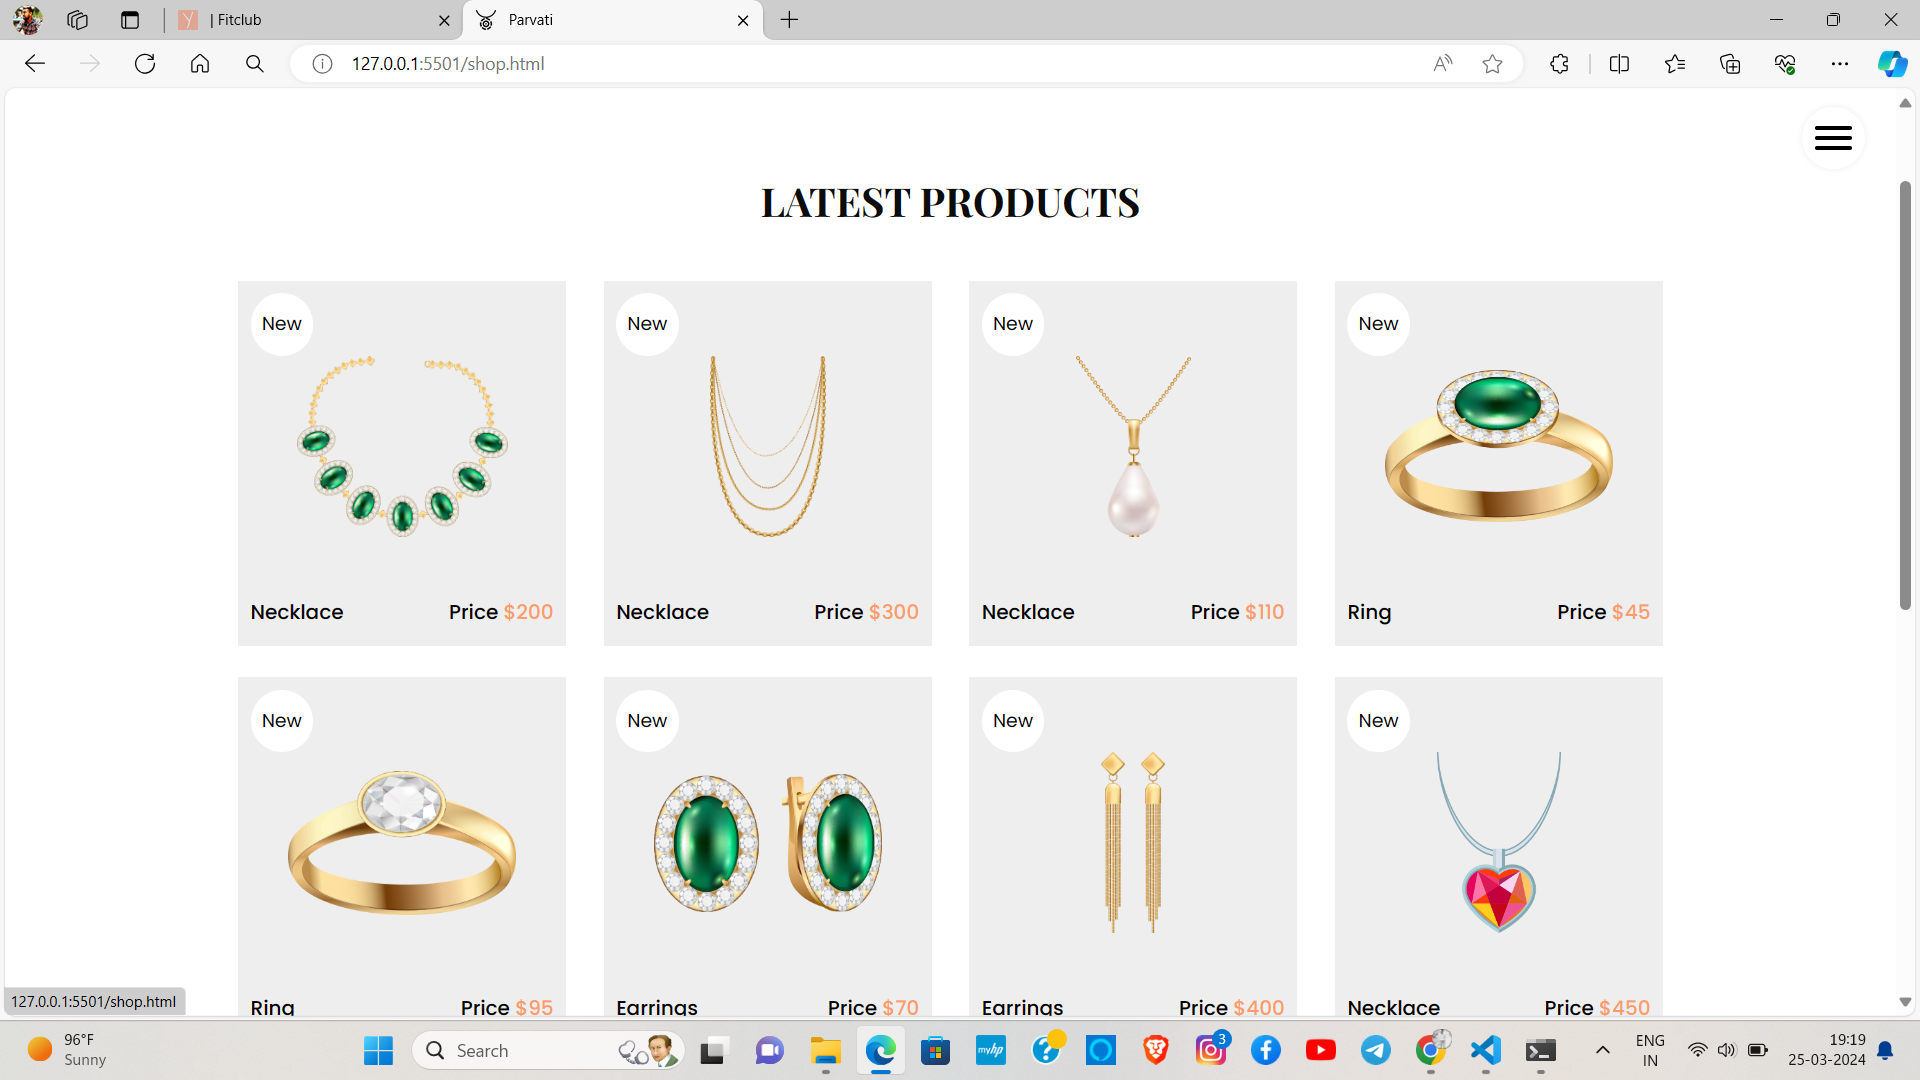 | Fitclub
Parvati
127.0.0.1:5501/shop.html
LATEST PRODUCTS
New
New
New
New
Necklace Price $200
Necklace Price $300
Necklace Price $110
Ring Price $45
New
New
New
New
Ring Price $95
Earrings Price $70
Earrings Price $400
Necklace Price $450
127.0.0.1:5501/shop.html
96°F
Sunny
Search
myhp
3
ENG
IN
19:19
25-03-2024